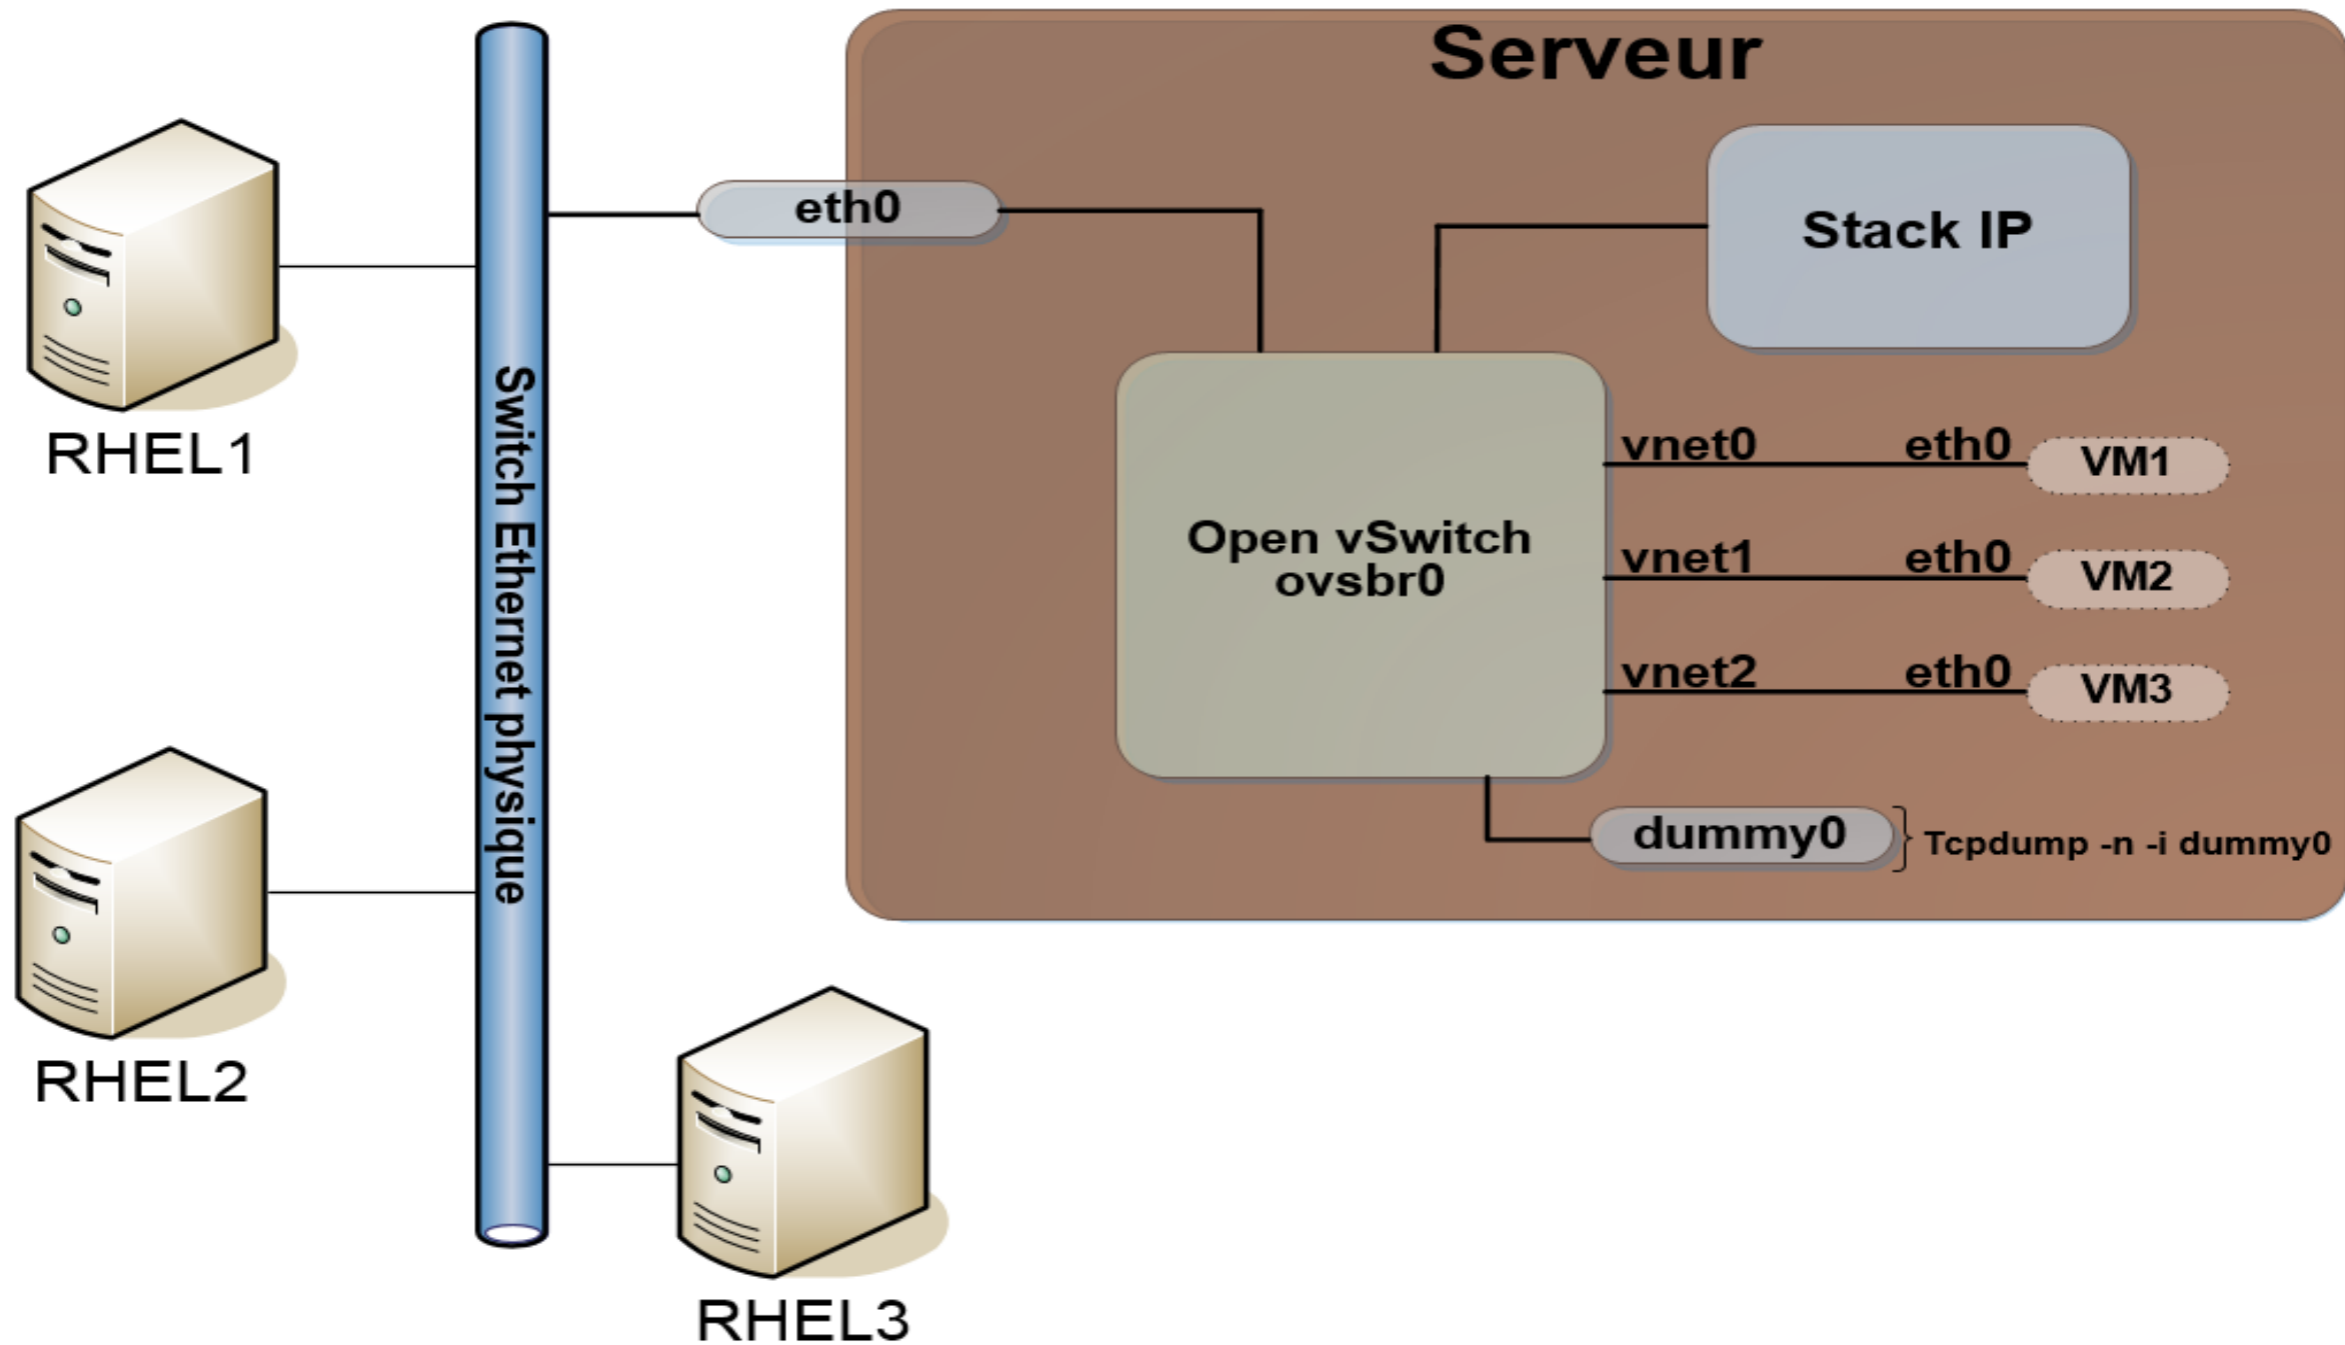 Serveur
eth0
Stack IP
RHEL1
Switch Ethernet physique
vnet0 eth0 VM1
Open vSwitch
ovsbr0
vnet1 eth0 VM2
vnet2 eth0 VM3
dummy0
Tcpdump -n -i dummy0
RHEL2
RHEL3